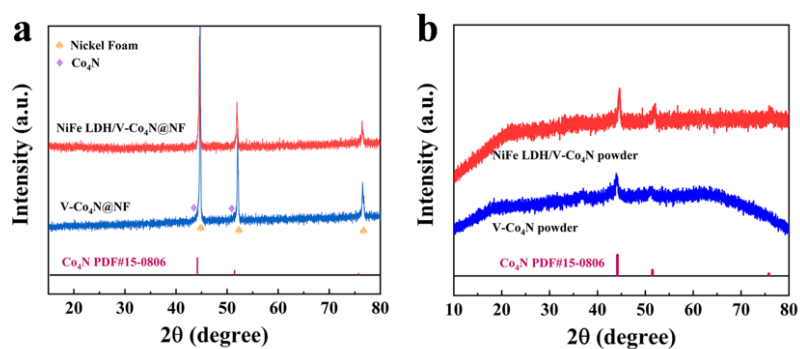 a
Intensity (a.u.)
Nickel Foam
Co₄N
NiFe LDH/V-Co₄N@NF
V-Co₄N@NF
Co₄N PDF#15-0806
20 30 40 50 60 70 80
2θ (degree)
b
Intensity (a.u.)
NiFe LDH/V-Co₄N powder
V-Co₄N powder
Co₄N PDF#15-0806
10 20 30 40 50 60 70 80
2θ (degree)